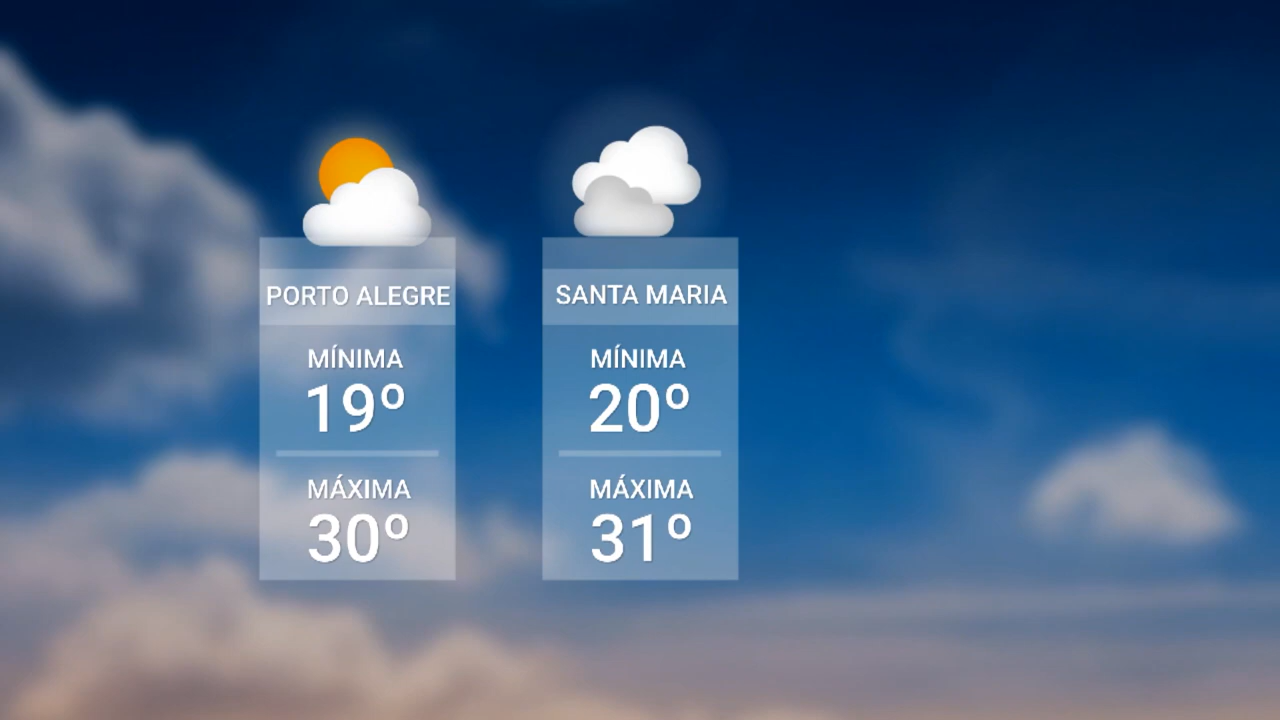 PORTO ALEGRE
MÍNIMA
19º
MÁXIMA
30º
SANTA MARIA
MÍNIMA
20º
MÁXIMA
31º